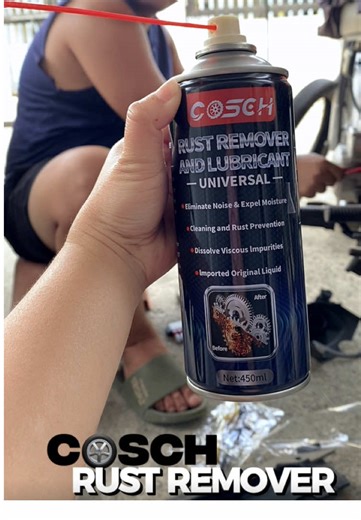 COSCH
RUST REMOVER
AND LUBRICANT
UNIVERSAL
Eliminate Noise & Expel Moisture
Cleaning and Rust Prevention
Dissolve Viscous Impurities
Imported Original Liquid
After
Before
Net:450ml
COSCH
RUST REMOVER